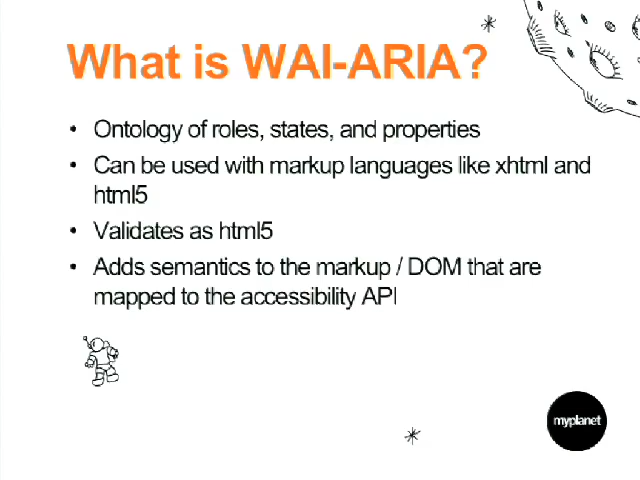 What is WAI-ARIA?
• Ontology of roles, states, and properties
• Can be used with markup languages like xhtml and
html5
• Validates as html5
• Adds semantics to the markup / DOM that are
mapped to the accessibility API
myplanet